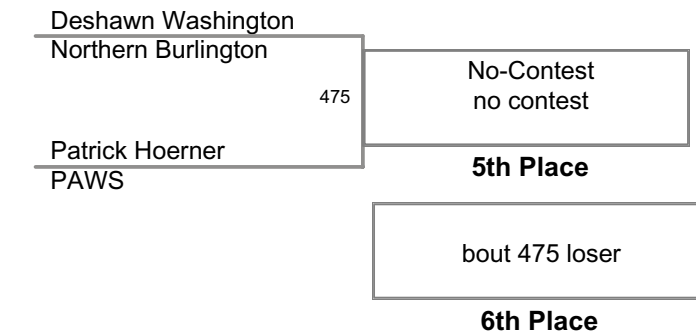 Deshawn Washington
Northern Burlington
475
No-Contest
no contest
Patrick Hoerner
PAWS
5th Place
bout 475 loser
6th Place